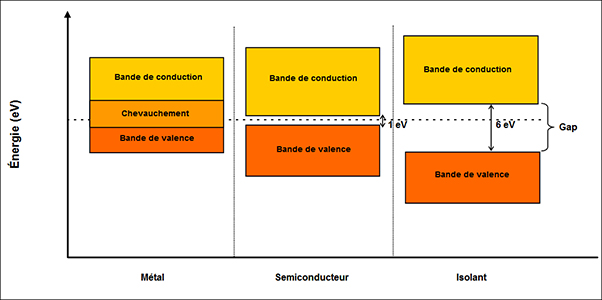 Énergie (eV)
Bande de conduction
Chevauchement
Bande de valence
Bande de conduction
1 eV
Bande de valence
Bande de conduction
6 eV
Gap
Bande de valence
Métal
Semiconducteur
Isolant